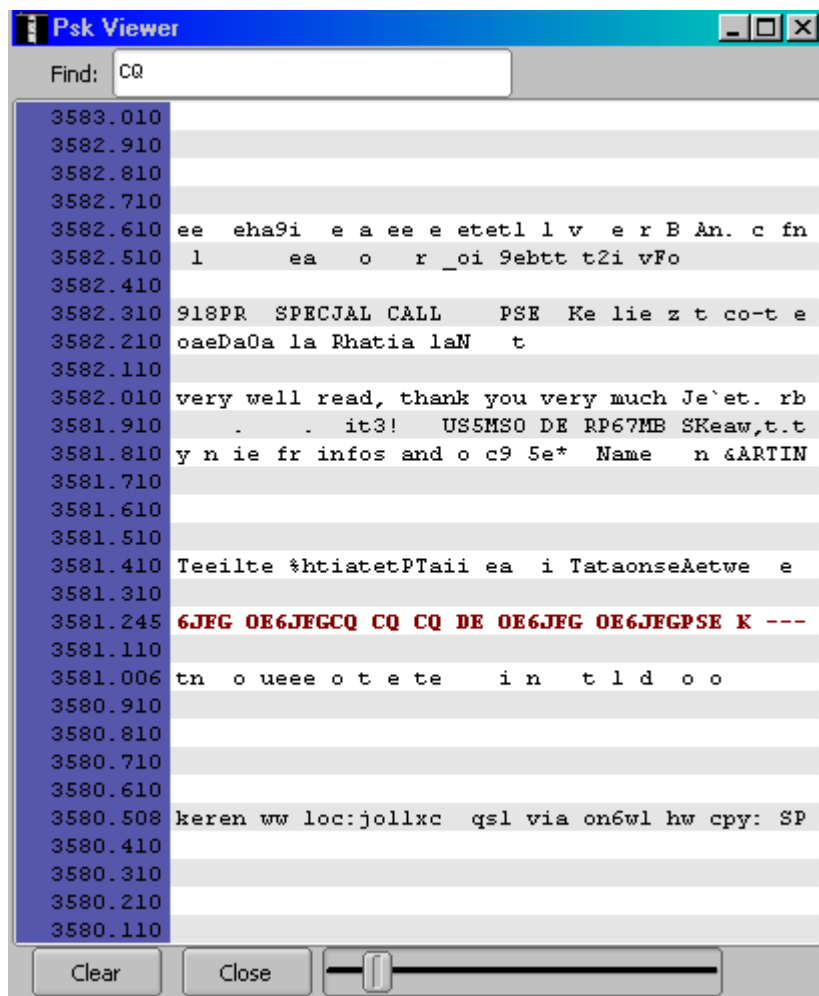 Psk Viewer
Find: CQ
3583.010
3582.910
3582.810
3582.710
3582.610 ee eha9i e a ee e etetl l v e r B An. c fn
3582.510 l ea o r _oi 9ebtt t2i vFo
3582.410
3582.310 918PR SPECJAL CALL PSE Ke lie z t co-t e
3582.210 oaeDaOa la Rhatia laN t
3582.110
3582.010 very well read, thank you very much Je`et. rb
3581.910 . . it3! US5MSO DE RP67MB SKeaw,t.t
3581.810 y n ie fr infos and o c9 5e* Name n &ARTIN
3581.710
3581.610
3581.510
3581.410 Teeilte %htiatetPTaii ea i TataonseAetwe e
3581.310
3581.245 6JFG OE6JFGCQ CQ CQ DE OE6JFG OE6JFGPSE K ---
3581.110
3581.006 tn o ueee o t e te i n t l d o o
3580.910
3580.810
3580.710
3580.610
3580.508 keren ww loc:jollxc qsl via on6wl hw cpy: SP
3580.410
3580.310
3580.210
3580.110
Clear Close